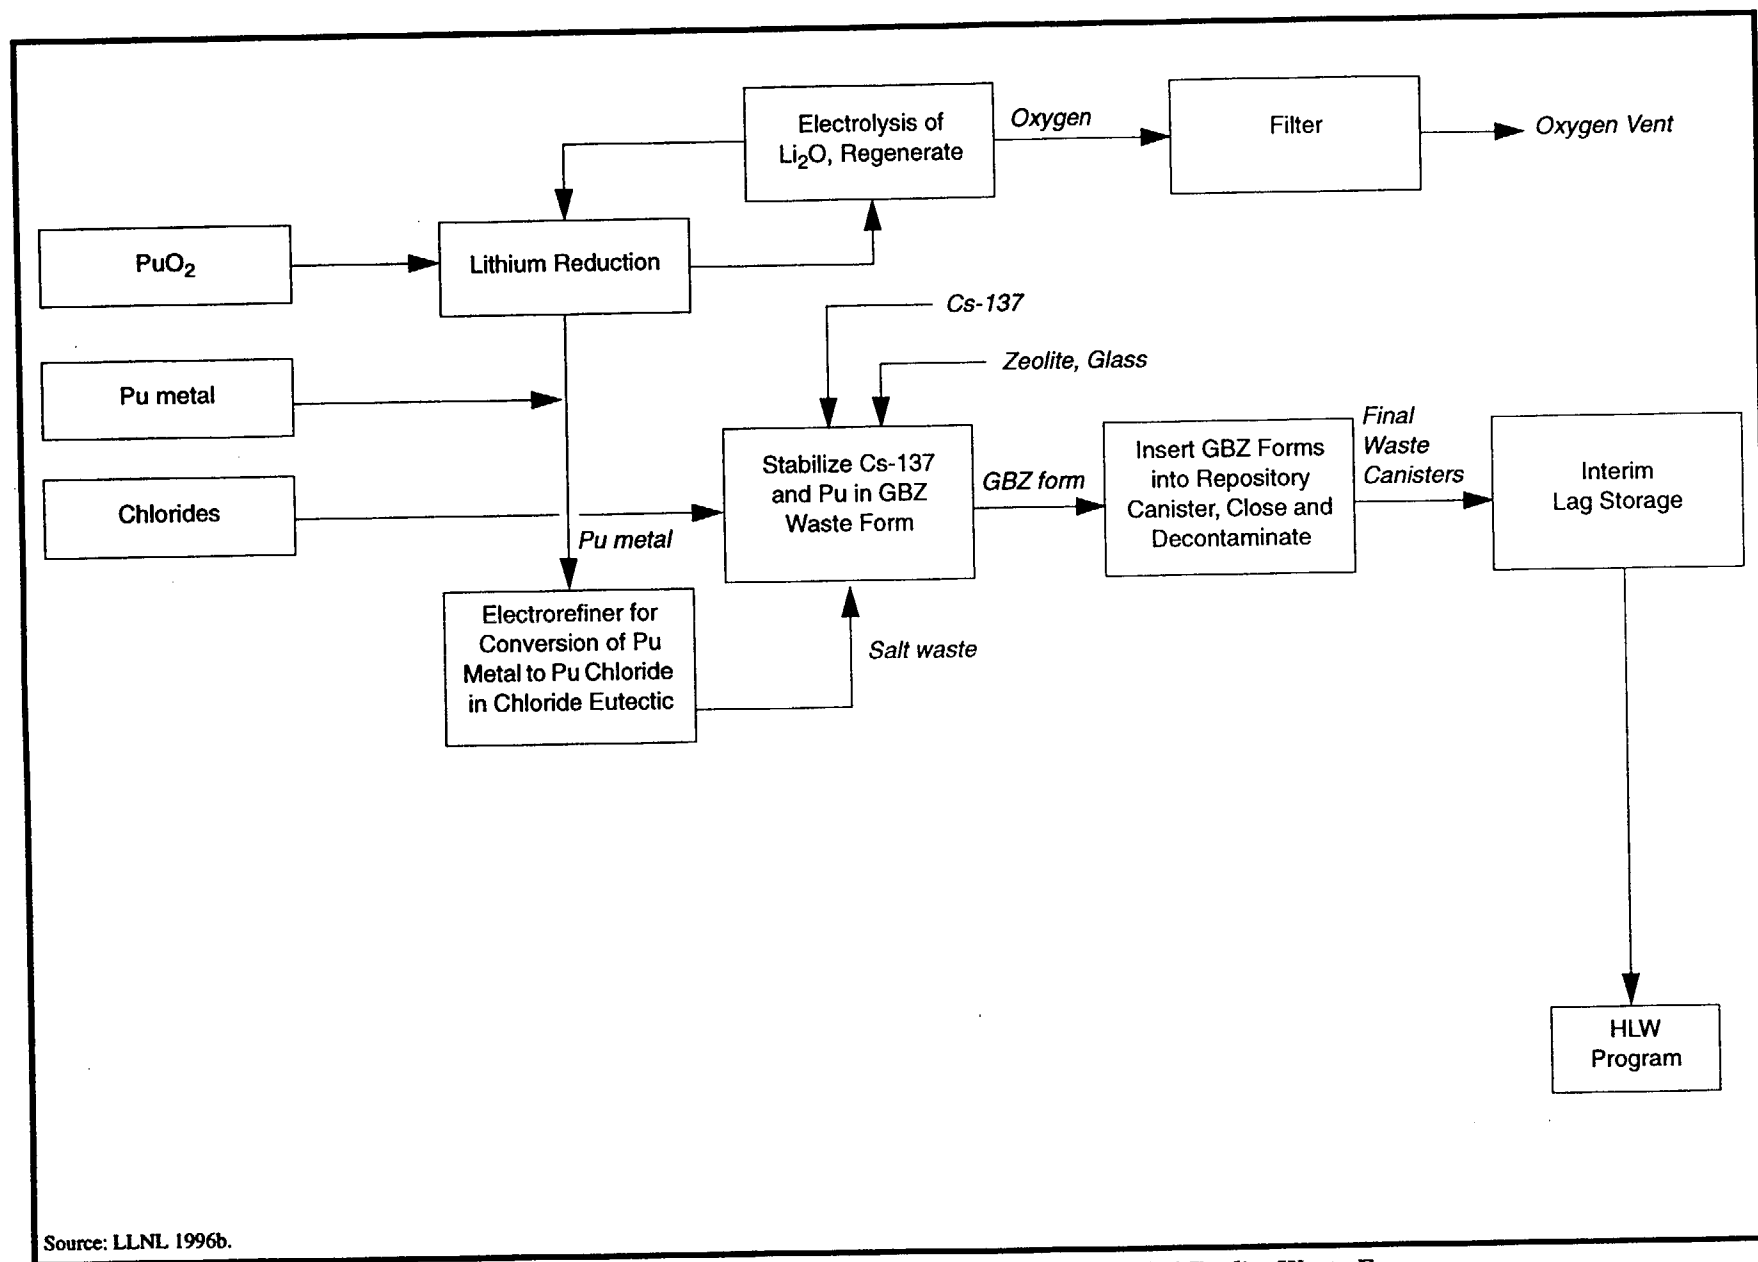 Electrolysis of
Li₂O, Regenerate
Oxygen
Filter
Oxygen Vent
PuO₂
Lithium Reduction
Cs-137
Zeolite, Glass
Pu metal
Chlorides
Pu metal
Stabilize Cs-137
and Pu in GBZ
Waste Form
GBZ form
Insert GBZ Forms
into Repository
Canister, Close and
Decontaminate
Final
Waste
Canisters
Interim
Lag Storage
Electrorefiner for
Conversion of Pu
Metal to Pu Chloride
in Chloride Eutectic
Salt waste
HLW
Program
Source: LLNL 1996b.